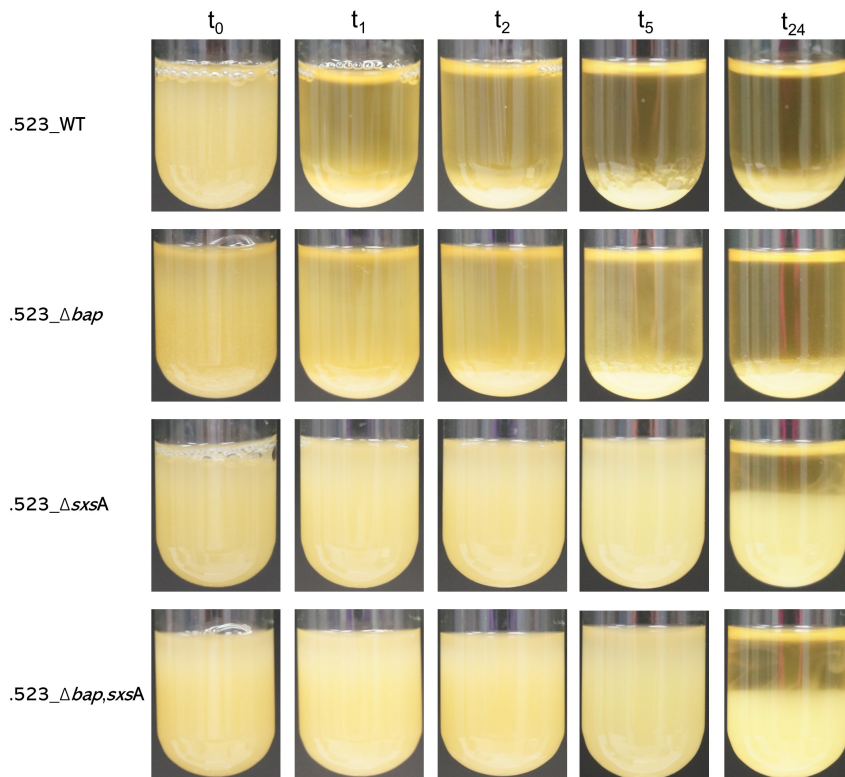 t₀ t₁ t₂ t₅ t₂₄
.523_WT
.523_Δbap
.523_ΔsxsA
.523_Δbap,sxsA